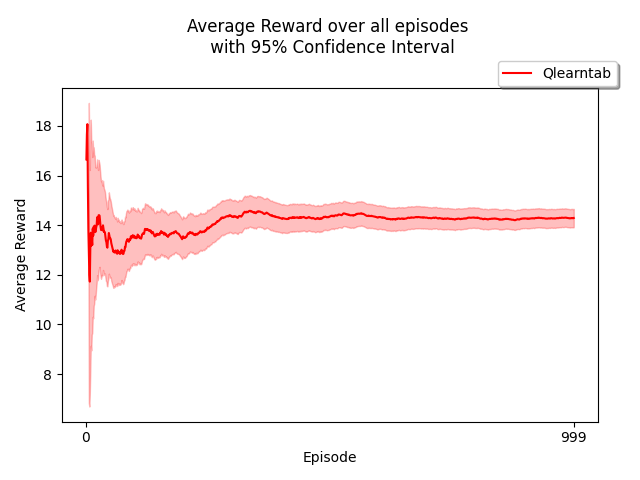 Average Reward over all episodes
with 95% Confidence Interval
Qlearntab
18
16
14
12
10
8
Average Reward
0
999
Episode